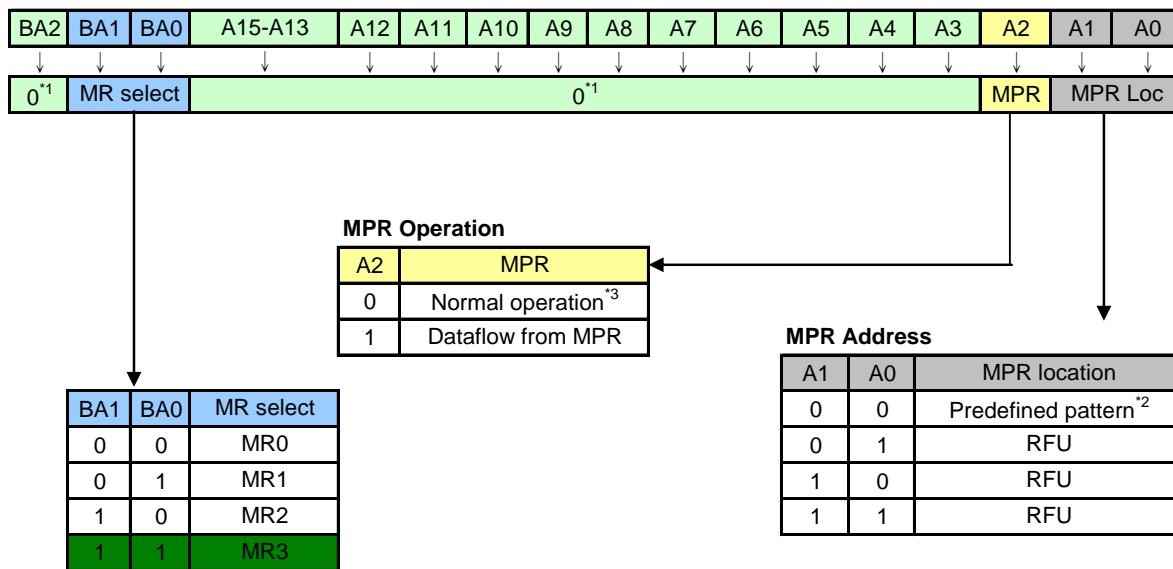 BA2 BA1 BA0 A15-A13 A12 A11 A10 A9 A8 A7 A6 A5 A4 A3 A2 A1 A0
0*1 MR select 0*1 MPR MPR Loc
MPR Operation
A2 MPR
0 Normal operation*3
1 Dataflow from MPR
MPR Address
A1 A0 MPR location
0 0 Predefined pattern*2
0 1 RFU
1 0 RFU
1 1 RFU
BA1 BA0 MR select
0 0 MR0
0 1 MR1
1 0 MR2
1 1 MR3